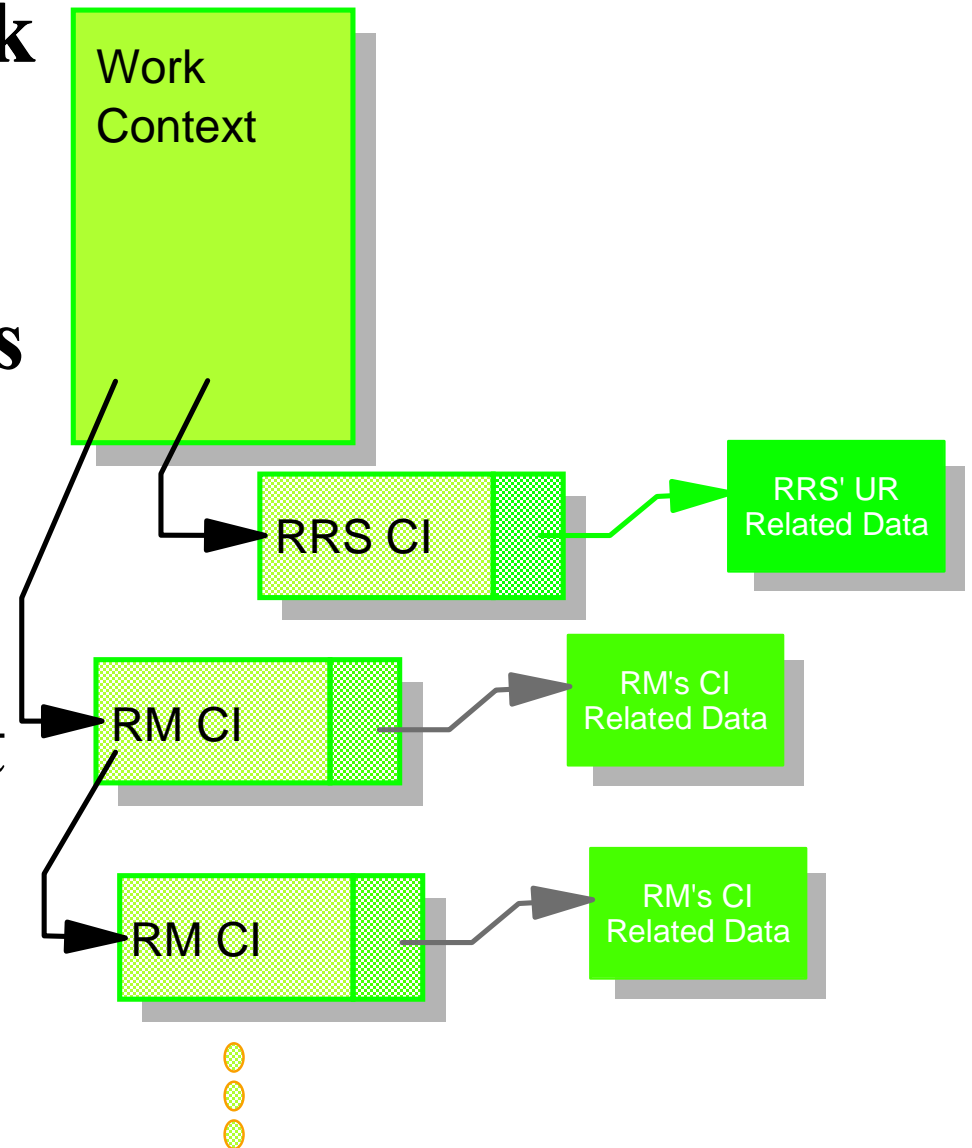 k
Work
Context
s
RRS CI
RRS' UR
Related Data
RM CI
RM's CI
Related Data
t
RM CI
RM's CI
Related Data